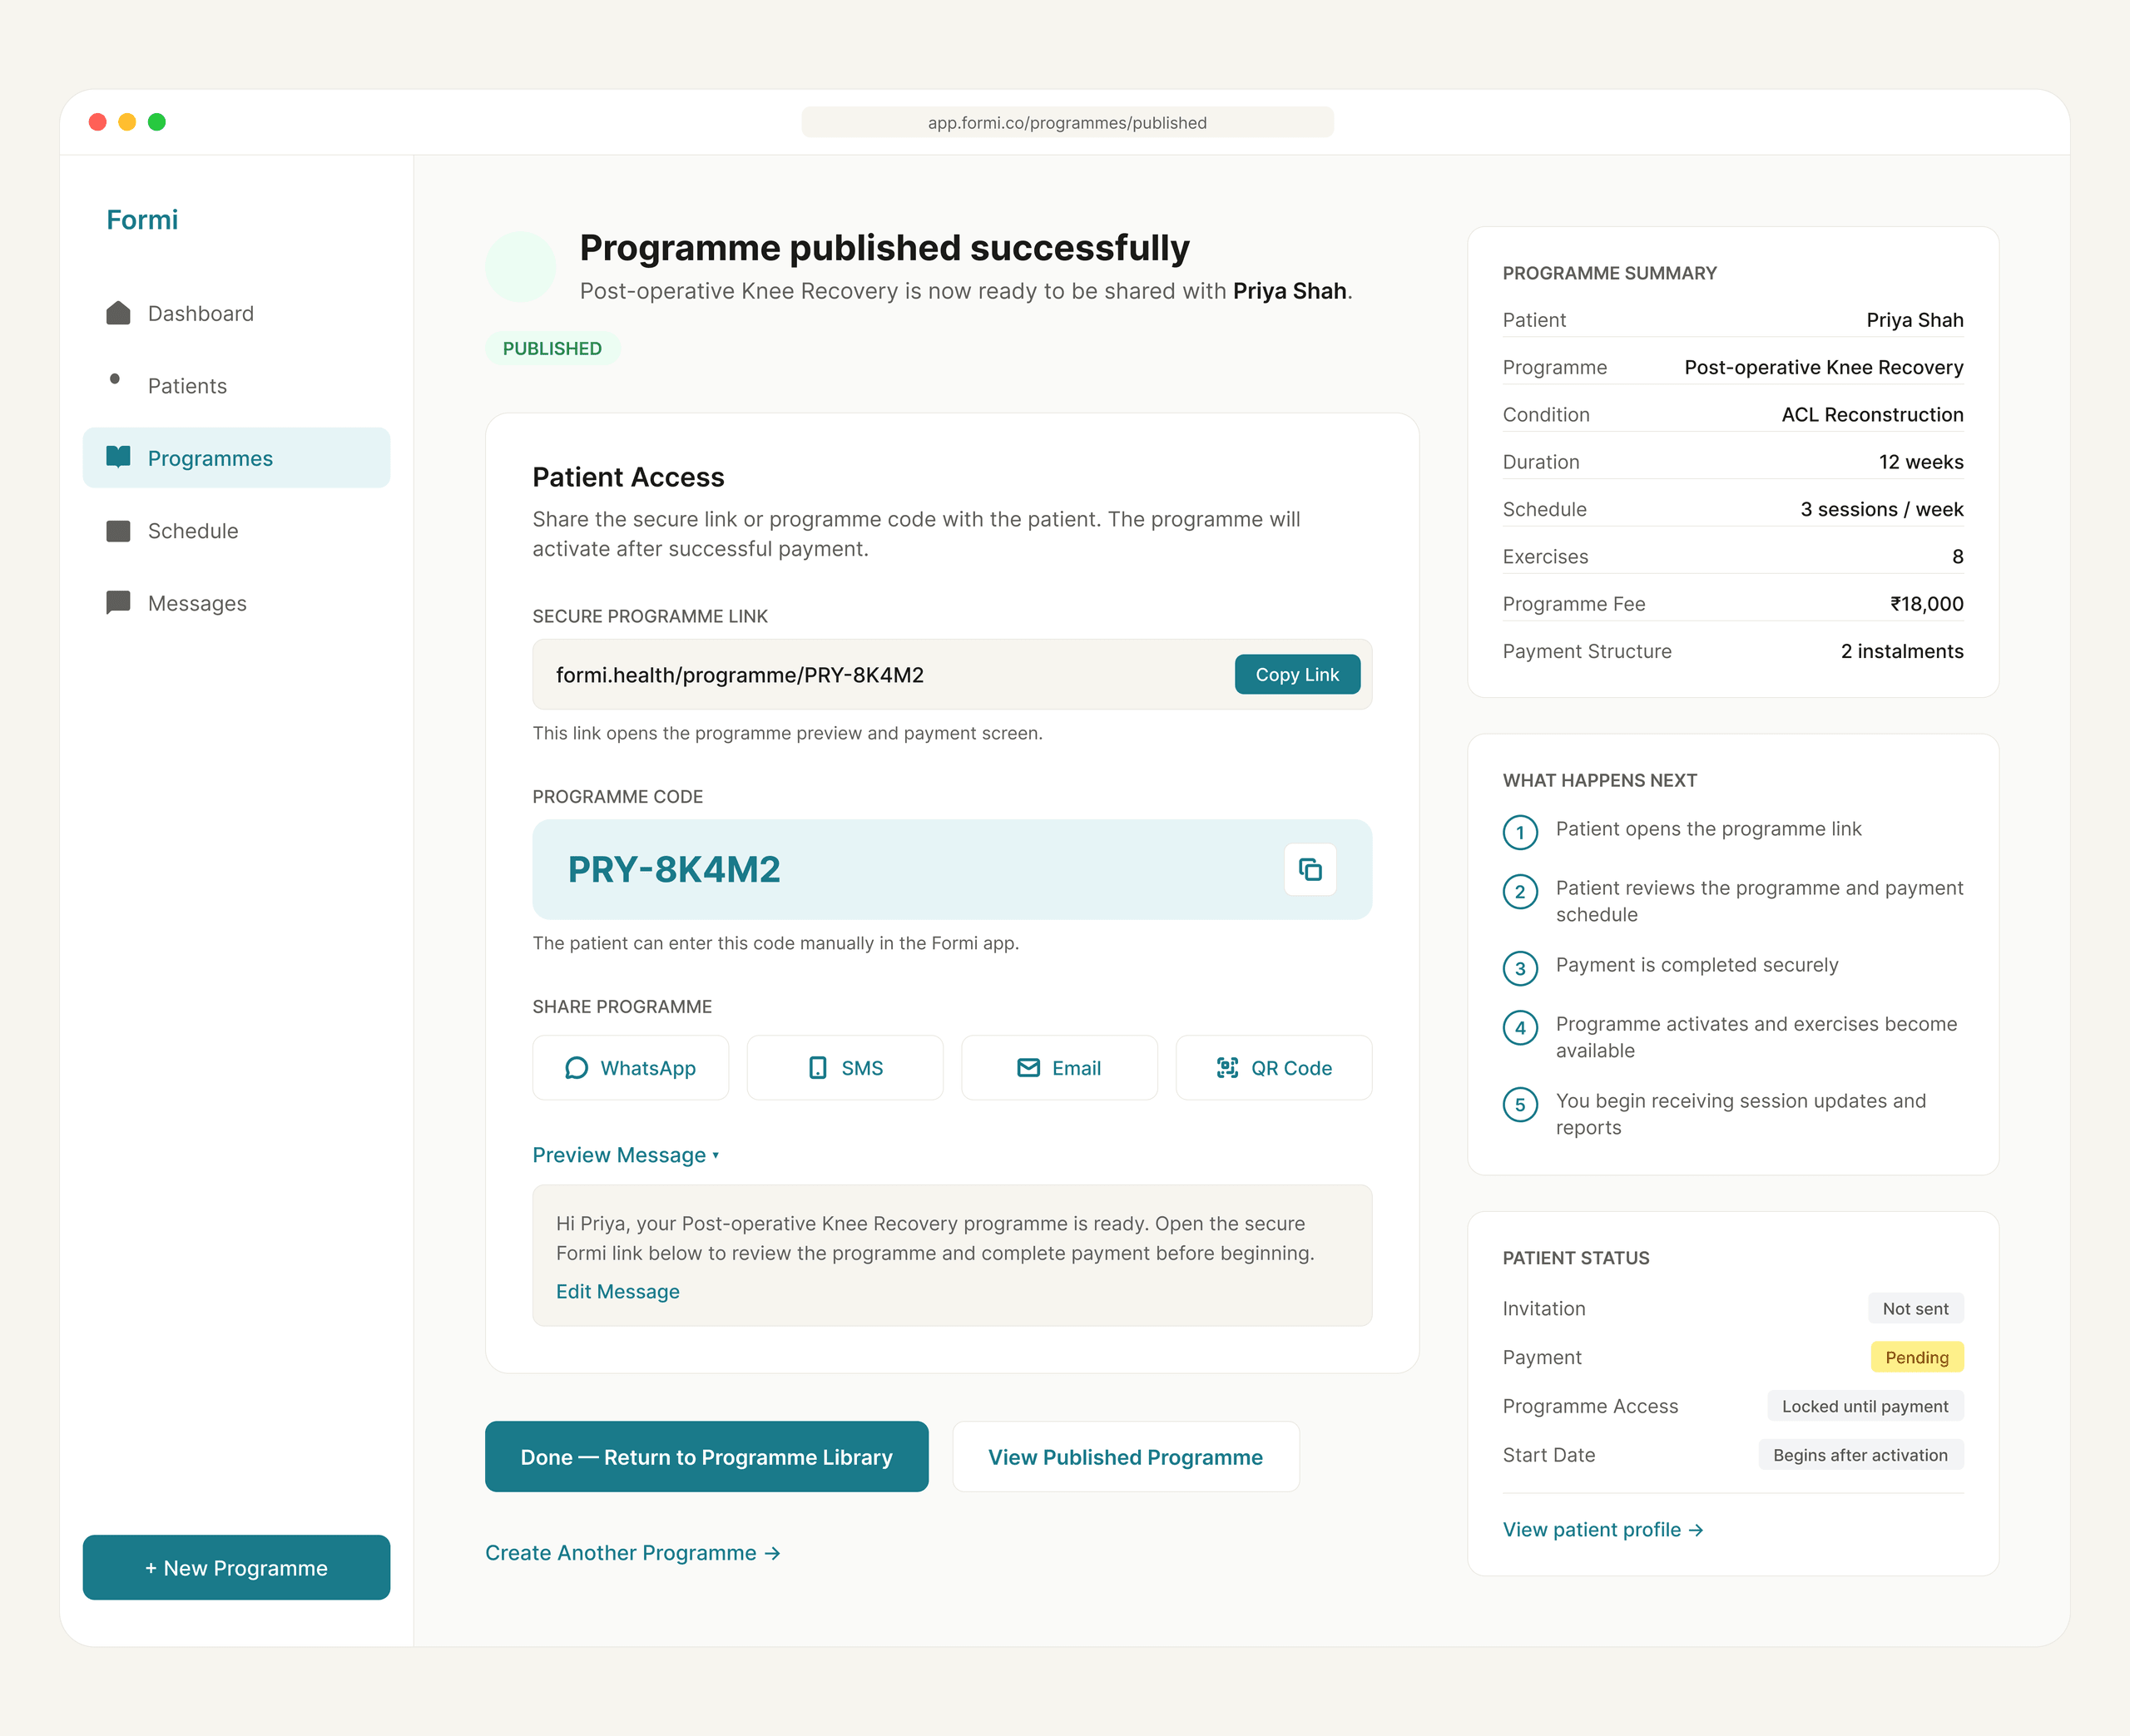 app.formi.co/programmes/published
Formi
Dashboard
Patients
Programmes
Schedule
Messages
+ New Programme
Programme published successfully
Post-operative Knee Recovery is now ready to be shared with Priya Shah.
PUBLISHED
Patient Access
Share the secure link or programme code with the patient. The programme will
activate after successful payment.
SECURE PROGRAMME LINK
formi.health/programme/PRY-8K4M2
Copy Link
This link opens the programme preview and payment screen.
PROGRAMME CODE
PRY-8K4M2
The patient can enter this code manually in the Formi app.
SHARE PROGRAMME
WhatsApp
SMS
Email
QR Code
Preview Message ▾
Hi Priya, your Post-operative Knee Recovery programme is ready. Open the secure
Formi link below to review the programme and complete payment before beginning.
Edit Message
Done — Return to Programme Library
View Published Programme
Create Another Programme →
PROGRAMME SUMMARY
Patient Priya Shah
Programme Post-operative Knee Recovery
Condition ACL Reconstruction
Duration 12 weeks
Schedule 3 sessions / week
Exercises 8
Programme Fee ₹18,000
Payment Structure 2 instalments
WHAT HAPPENS NEXT
1 Patient opens the programme link
2 Patient reviews the programme and payment
schedule
3 Payment is completed securely
4 Programme activates and exercises become
available
5 You begin receiving session updates and
reports
PATIENT STATUS
Invitation Not sent
Payment Pending
Programme Access Locked until payment
Start Date Begins after activation
View patient profile →